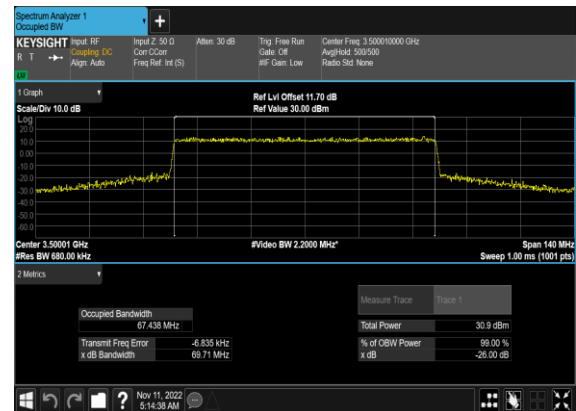 Spectrum Analyzer 1
Occupied BW
+
KEYSIGHT
R T
LXI
Input: RF
Coupling: DC
Align: Auto
Input Z: 50 Ω
Corr CCorr
Freq Ref: Int (S)
Atten: 30 dB
Trig: Free Run
Gate: Off
#IF Gain: Low
Center Freq: 3.500010000 GHz
Avg|Hold: 500/500
Radio Std: None
1 Graph
Scale/Div 10.0 dB
Ref Lvl Offset 11.70 dB
Ref Value 30.00 dBm
Log
20.0
10.0
0.00
-10.0
-20.0
-30.0
-40.0
-50.0
-60.0
Center 3.50001 GHz
#Res BW 680.00 kHz
#Video BW 2.2000 MHz*
Span 140 MHz
Sweep 1.00 ms (1001 pts)
2 Metrics
Measure Trace Trace 1
Occupied Bandwidth
67.438 MHz
Total Power 30.9 dBm
Transmit Freq Error -6.835 kHz
% of OBW Power 99.00 %
x dB Bandwidth 69.71 MHz
x dB -26.00 dB
?
Nov 11, 2022
5:14:38 AM